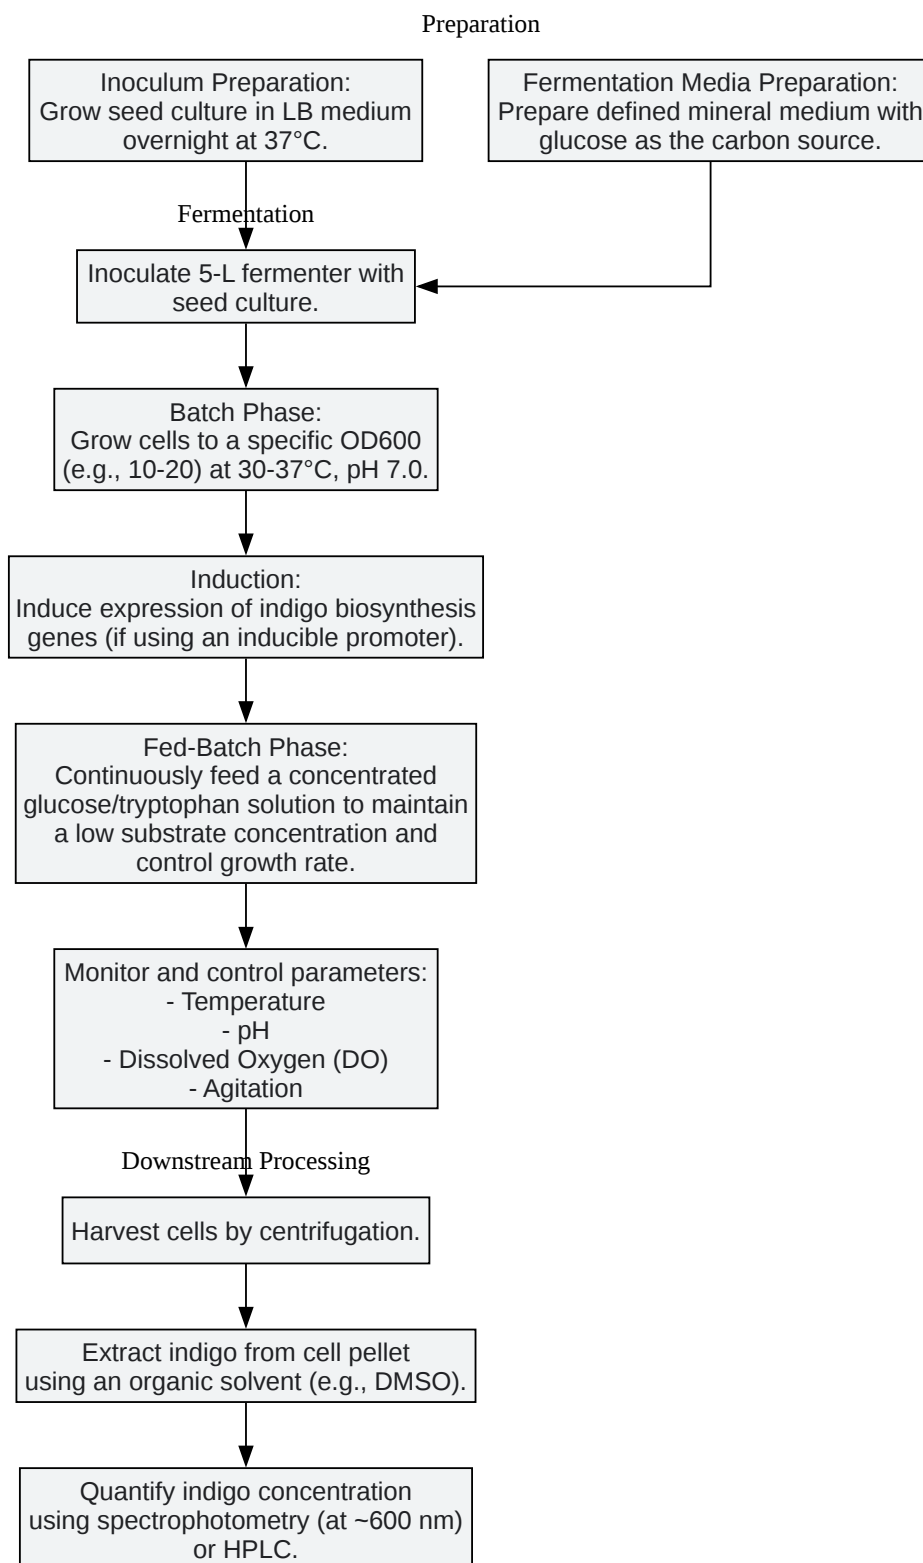 Preparation
Inoculum Preparation:
Grow seed culture in LB medium
overnight at 37°C.
Fermentation Media Preparation:
Prepare defined mineral medium with
glucose as the carbon source.
Fermentation
Inoculate 5-L fermenter with
seed culture.
Batch Phase:
Grow cells to a specific OD600
(e.g., 10-20) at 30-37°C, pH 7.0.
Induction:
Induce expression of indigo biosynthesis
genes (if using an inducible promoter).
Fed-Batch Phase:
Continuously feed a concentrated
glucose/tryptophan solution to maintain
a low substrate concentration and
control growth rate.
Monitor and control parameters:
- Temperature
- pH
- Dissolved Oxygen (DO)
- Agitation
Downstream Processing
Harvest cells by centrifugation.
Extract indigo from cell pellet
using an organic solvent (e.g., DMSO).
Quantify indigo concentration
using spectrophotometry (at ~600 nm)
or HPLC.